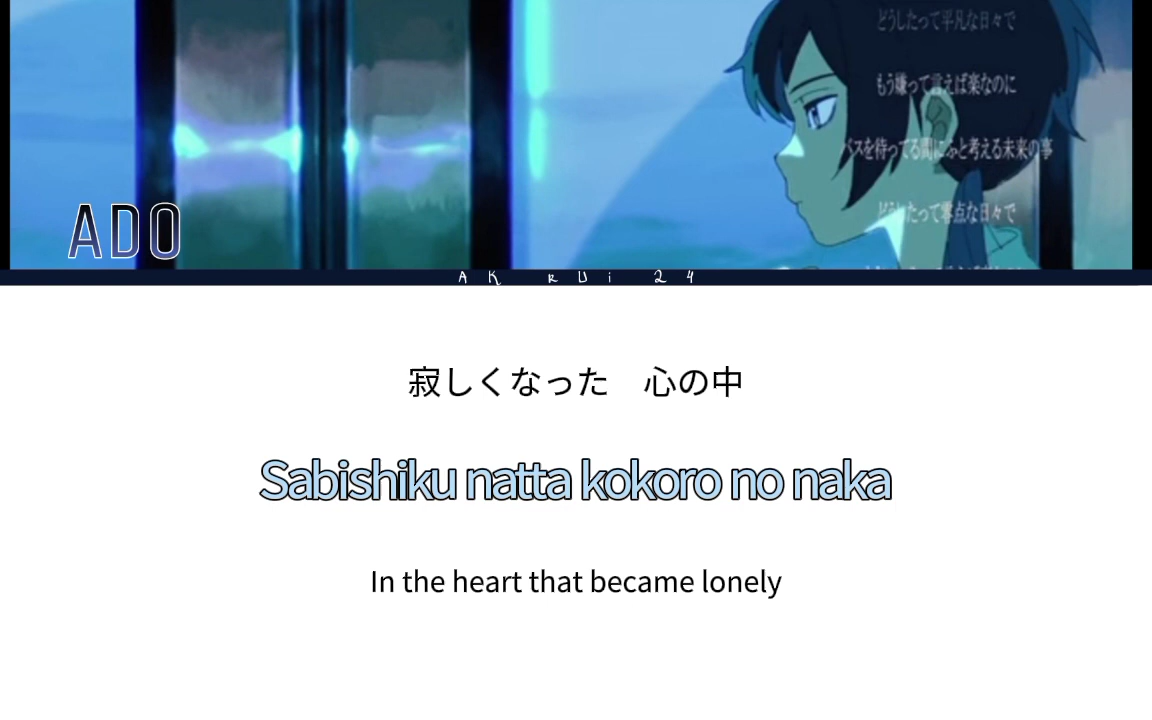 どうしたって平凡な日々で
もう嫌って言えば楽なのに
バスを待ってる間にふと考える未来の事
どうしたって零点な日々で
ADO
AK RUi 24
寂しくなった 心の中
Sabishiku natta kokoro no naka
In the heart that became lonely